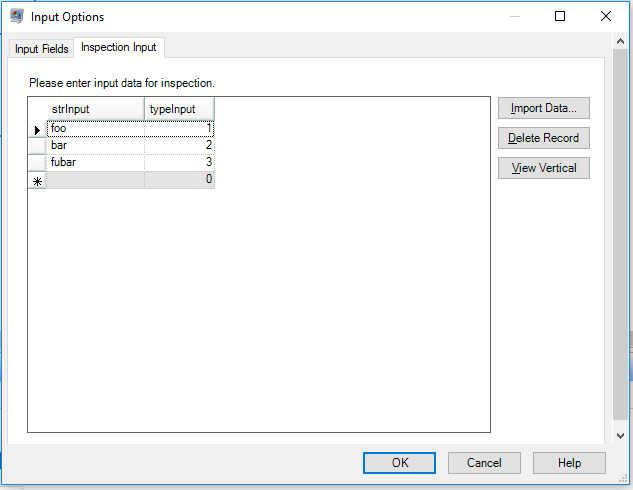 Input Options
Input Fields Inspection Input
Please enter input data for inspection.
strInput typeInput
foo 1
bar 2
fubar 3
0
Import Data...
Delete Record
View Vertical
OK Cancel Help